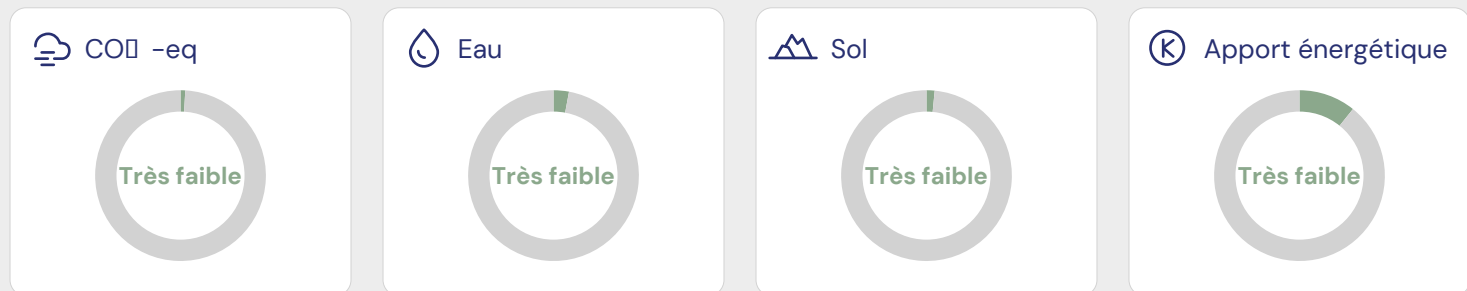 CO▯ -eq
Eau
Sol
Apport énergétique
Très faible
Très faible
Très faible
Très faible